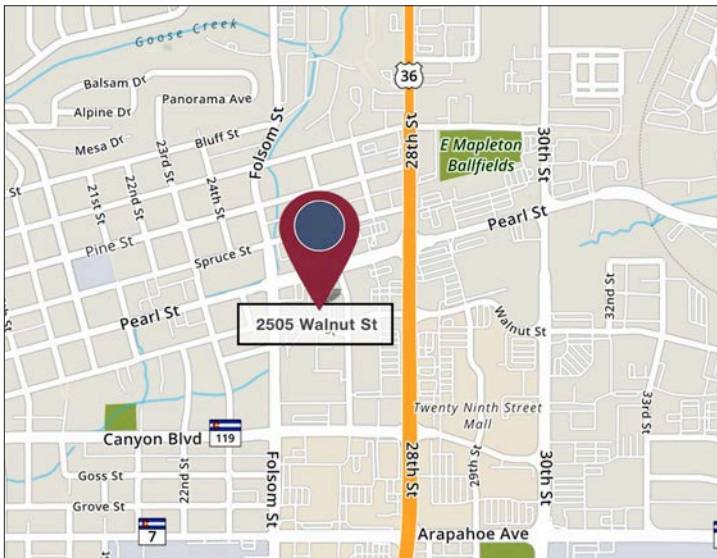 Goose Creek
36
Balsam Dr
Panorama Ave
Alpine Dr
Folsom St
28th St
Mesa Dr
Bluff St
E Mapleton
Ballfields
30th St
23rd St
St
21st St
22nd St
24th St
Pearl St
Pine St
Spruce St
Pearl St
2505 Walnut St
Walnut St
32nd St
Twenty Ninth Street
Mall
33rd St
Canyon Blvd
119
Folsom St
28th St
29th St
30th St
Goss St
22nd St
Grove St
7
Arapahoe Ave